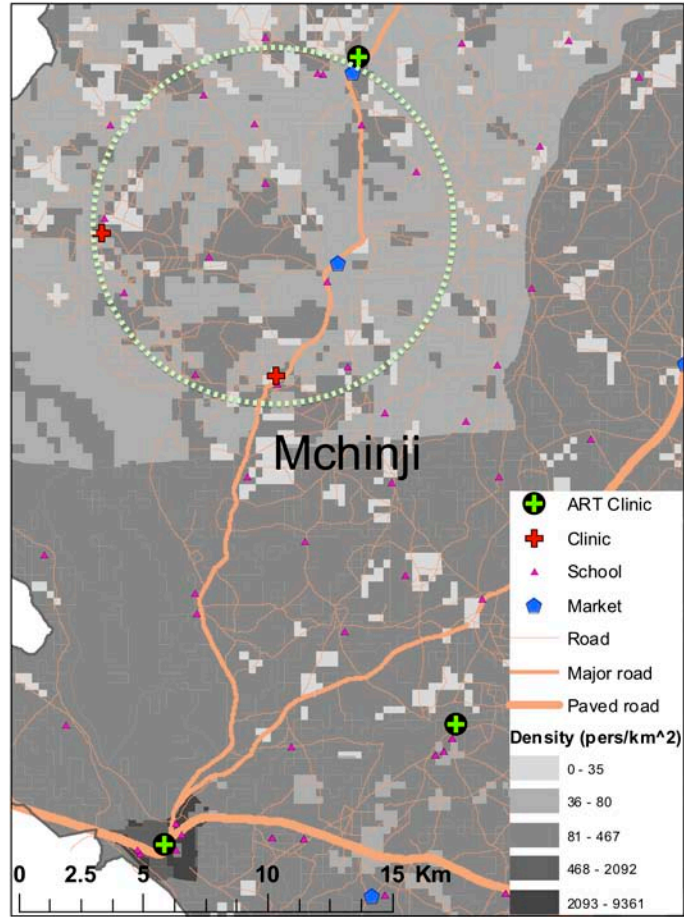 Mchinji
ART Clinic
Clinic
School
Market
Road
Major road
Paved road
Density (pers/km^2)
0 - 35
36 - 80
81 - 467
468 - 2092
2093 - 9361
0 2.5 5 10 15 Km